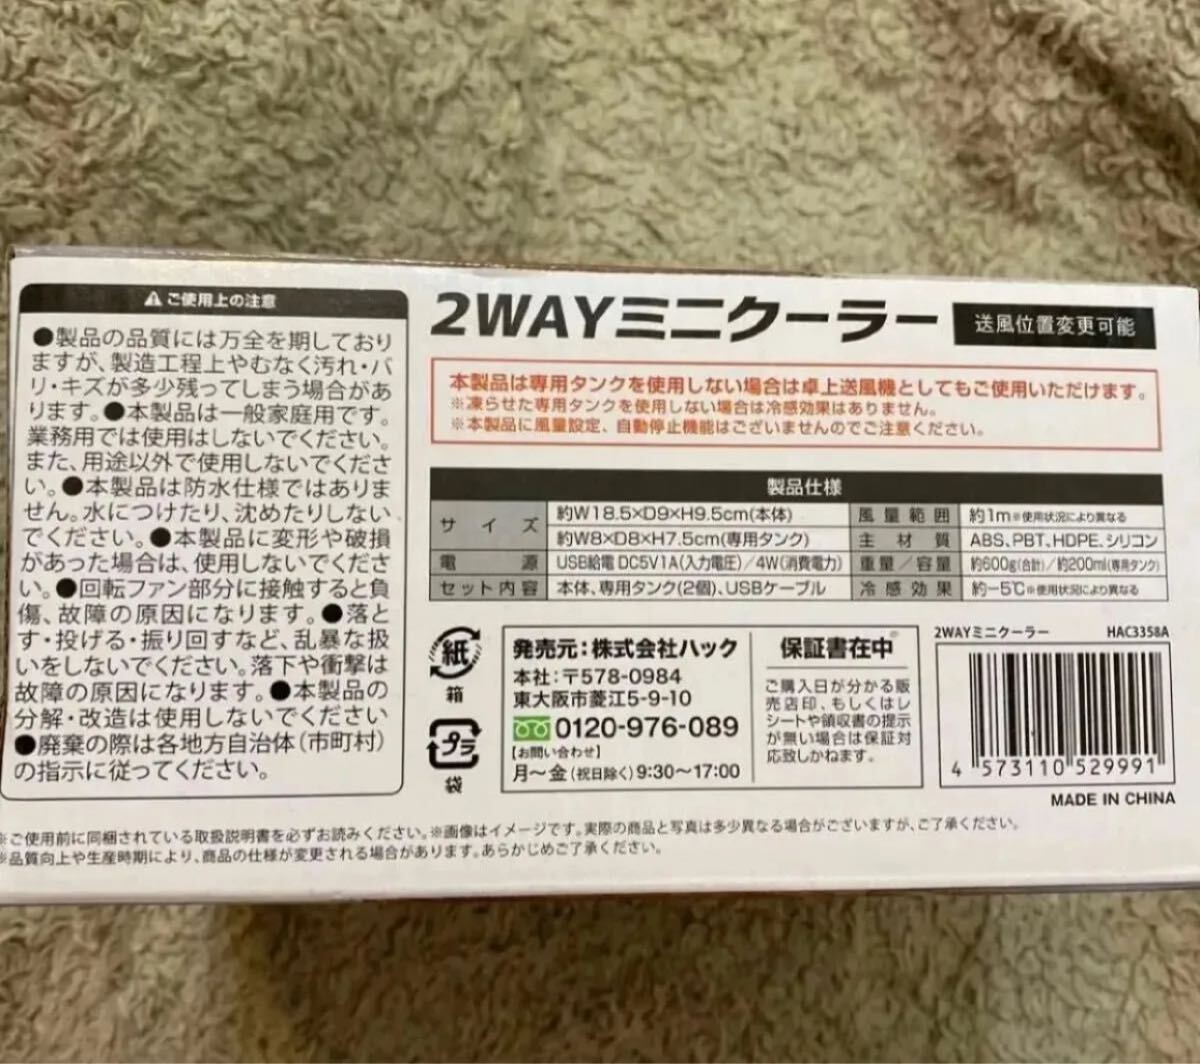 ⚠ご使用上の注意
●製品の品質には万全を期しており
ますが、製造工程上やむなく汚れ・バ
リ・キズが多少残ってしまう場合があ
ります。●本製品は一般家庭用です。
業務用では使用はしないでください。
また、用途以外で使用しないでくださ
い。●本製品は防水仕様ではありま
せん。水につけたり、沈めたりしない
でください。●本製品に変形や破損
があった場合は、使用しないでくださ
い。●回転ファン部分に接触すると負
傷、故障の原因になります。●落と
す・投げる・振り回すなど、乱暴な扱
いをしないでください。落下や衝撃は
故障の原因になります。●本製品の
分解・改造は使用しないでください
●廃棄の際は各地方自治体(市町村)
の指示に従ってください。
2WAYミニクーラー 送風位置変更可能
本製品は専用タンクを使用しない場合は卓上送風機としてもご使用いただけます。
※凍らせた専用タンクを使用しない場合は冷感効果はありません。
※本製品に風量設定、自動停止機能はございませんのでご注意ください。
製品仕様
サイズ 約W18.5×D9×H9.5cm(本体)
約W8×D8×H7.5cm(専用タンク)
電源 USB給電 DC5V1A(入力電圧)/4W(消費電力)
セット内容 本体、専用タンク(2個)、USBケーブル
風量範囲 約1m※使用状況により異なる
主材質 ABS、PBT、HDPE、シリコン
重量/容量 約600g(合計)/約200ml(専用タンク)
冷感効果 約−5℃※使用状況により異なる
紙
箱
プラ
袋
発売元：株式会社ハック
本社：〒578-0984
東大阪市菱江5-9-10
0120-976-089
【お問い合わせ】
月〜金(祝日除く)9:30〜17:00
保証書在中
ご購入日が分かる販
売店印、もしくはレ
シートや領収書の提示
が無い場合は保証対
応致しかねます。
2WAYミニクーラー HAC3358A
4 573110 529991
MADE IN CHINA
※ご使用前に同梱されている取扱説明書を必ずお読みください。※画像はイメージです。実際の商品と写真は多少異なる場合がございますが、ご了承ください。
※品質向上や生産時期により、商品の仕様が変更される場合があります。あらかじめご了承ください。